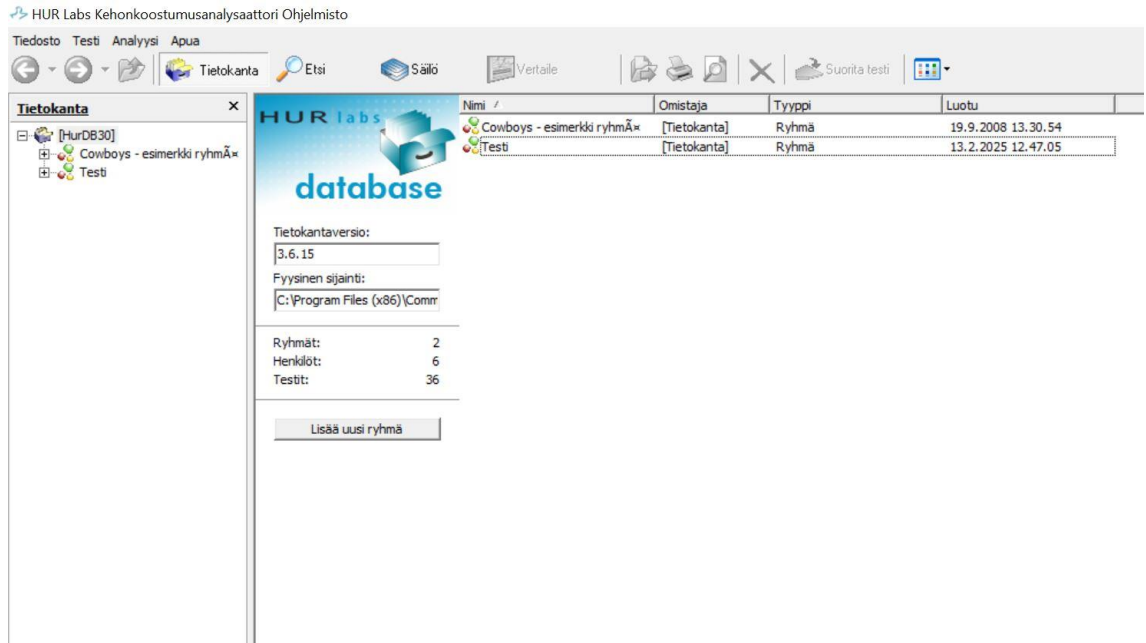 HUR Labs Kehonkoostumusanalysaattori Ohjelmisto
Tiedosto Testi Analyysi Apua
Tietokanta Etsi Säilö Vertaile Suorita testi
Tietokanta
[HurDB30]
Cowboys - esimerkki ryhmÃ¤
Testi
HUR labs
database
Tietokantaversio:
3.6.15
Fyysinen sijainti:
C:\Program Files (x86)\Comm
Ryhmät: 2
Henkilöt: 6
Testit: 36
Lisää uusi ryhmä
Nimi Omistaja Tyyppi Luotu
Cowboys - esimerkki ryhmÃ¤ [Tietokanta] Ryhmä 19.9.2008 13.30.54
Testi [Tietokanta] Ryhmä 13.2.2025 12.47.05